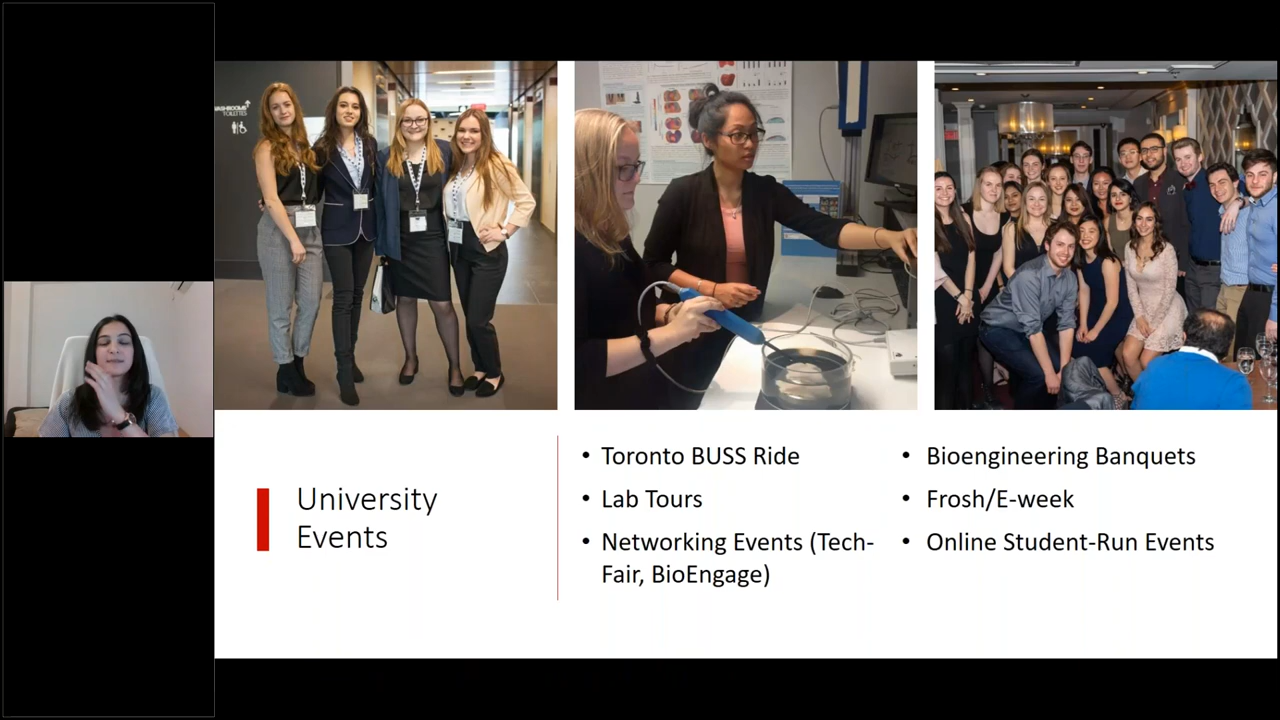 WASHROOMS
TOILETTES
University
Events
• Toronto BUSS Ride
• Lab Tours
• Networking Events (Tech-
Fair, BioEngage)
• Bioengineering Banquets
• Frosh/E-week
• Online Student-Run Events